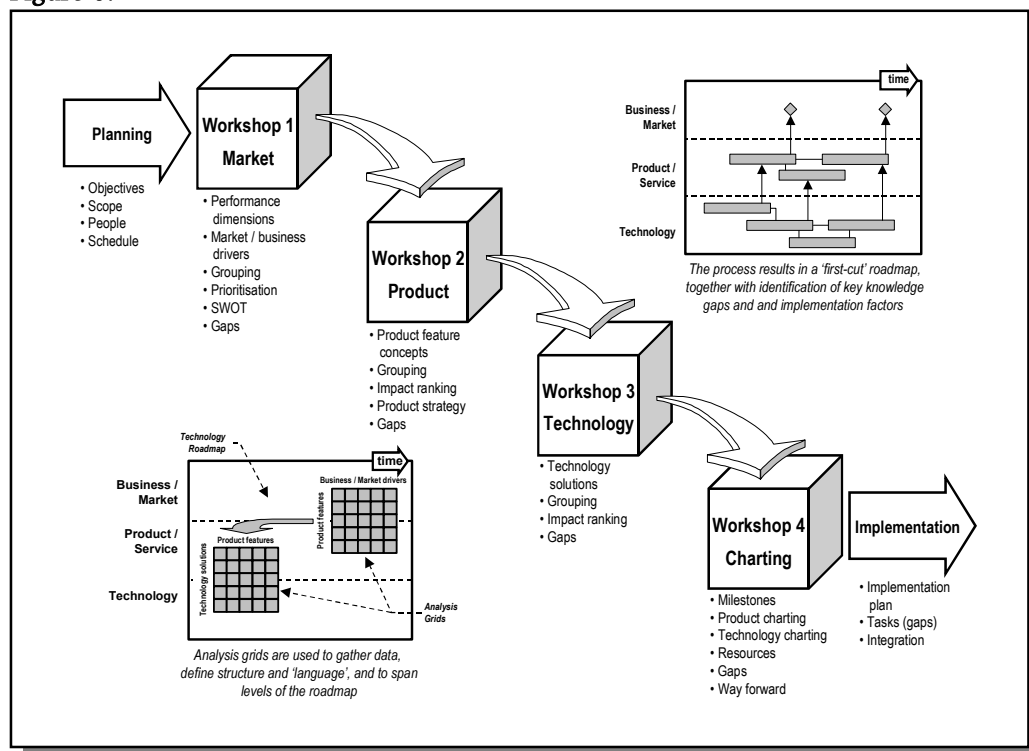 Planning
• Objectives
• Scope
• People
• Schedule
Workshop 1
Market
• Performance
dimensions
• Market / business
drivers
• Grouping
• Prioritisation
• SWOT
• Gaps
Workshop 2
Product
• Product feature
concepts
• Grouping
• Impact ranking
• Product strategy
• Gaps
Workshop 3
Technology
• Technology
solutions
• Grouping
• Impact ranking
• Gaps
Workshop 4
Charting
• Milestones
• Product charting
• Technology charting
• Resources
• Gaps
• Way forward
Implementation
• Implementation
plan
• Tasks (gaps)
• Integration
time
Business /
Market
Product /
Service
Technology
The process results in a ‘first-cut’ roadmap,
together with identification of key knowledge
gaps and and implementation factors
Technology
Roadmap
time
Business /
Market
Product /
Service
Technology
Business / Market drivers
Product features
Product features
Technology solutions
Analysis
Grids
Analysis grids are used to gather data,
define structure and ‘language’, and to span
levels of the roadmap